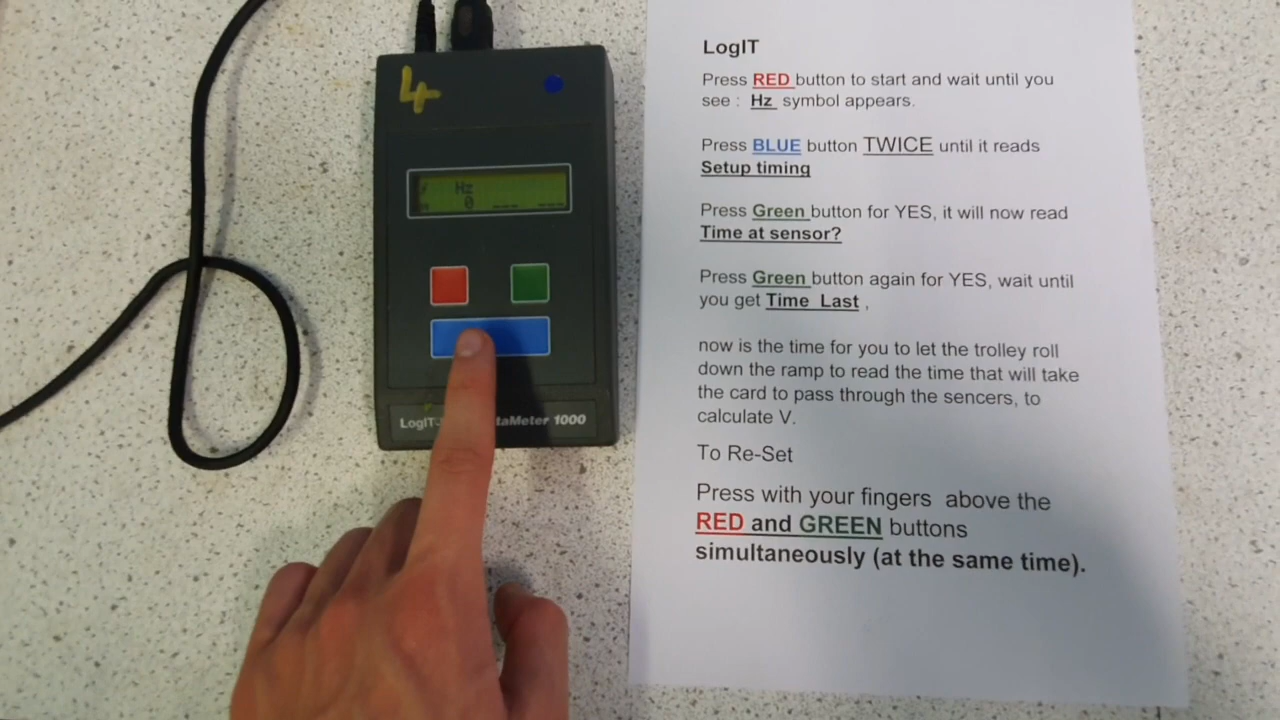 4
Hz
0
LogIT
taMeter 1000
LogIT
Press RED button to start and wait until you
see : Hz symbol appears.
Press BLUE button TWICE until it reads
Setup timing
Press Green button for YES, it will now read
Time at sensor?
Press Green button again for YES, wait until
you get Time Last ,
now is the time for you to let the trolley roll
down the ramp to read the time that will take
the card to pass through the sencers, to
calculate V.
To Re-Set
Press with your fingers above the
RED and GREEN buttons
simultaneously (at the same time).